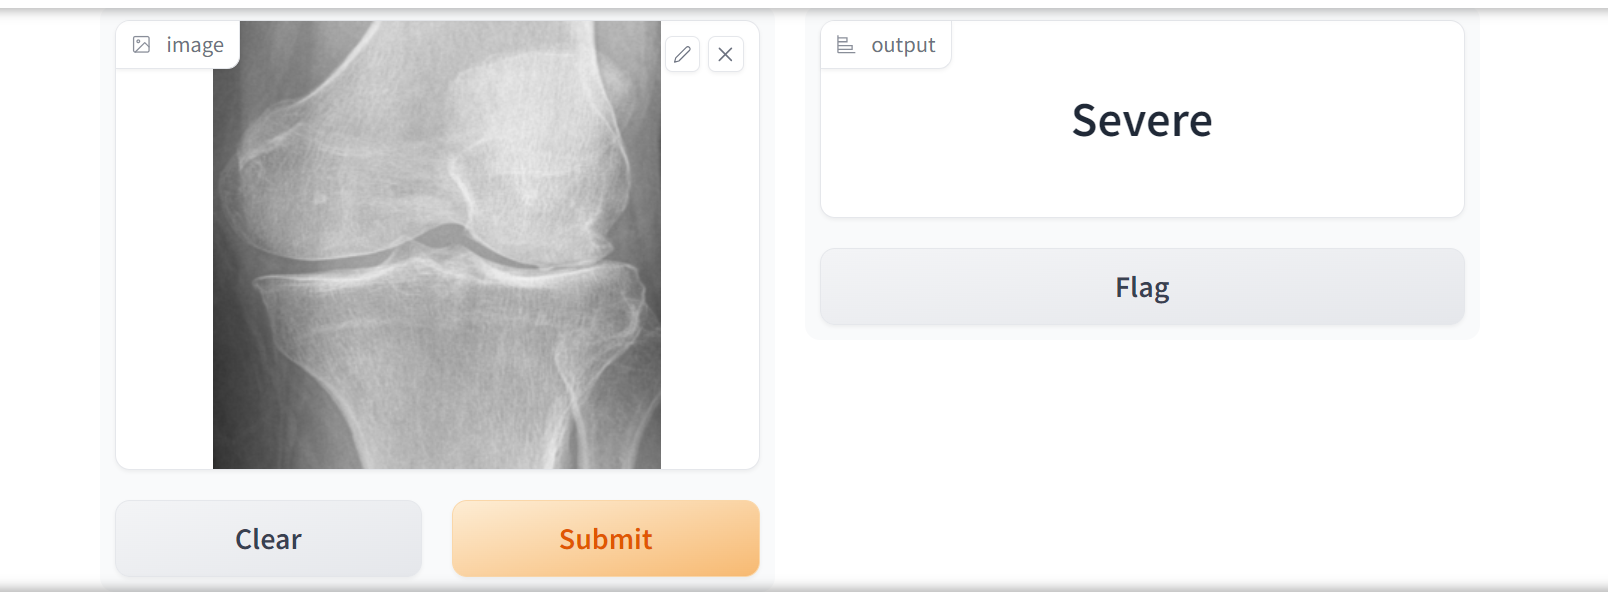 image
output
Severe
Flag
Clear
Submit